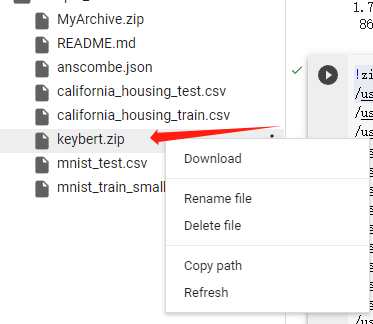 1.7
MyArchive.zip
86
README.md
anscombe.json
california_housing_test.csv
!zi
california_housing_train.csv
/us
/us
keybert.zip
/us
mnist_test.csv
Download
mnist_train_small
Rename file
Delete file
Copy path
Refresh
/us